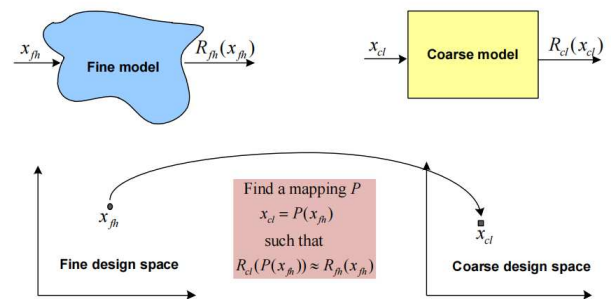 x_fh
Fine model
R_fh(x_fh)
x_cl
Coarse model
R_cl(x_cl)
x_fh
Fine design space
Find a mapping P
x_cl = P(x_fh)
such that
R_cl(P(x_fh)) ≈ R_fh(x_fh)
x_cl
Coarse design space